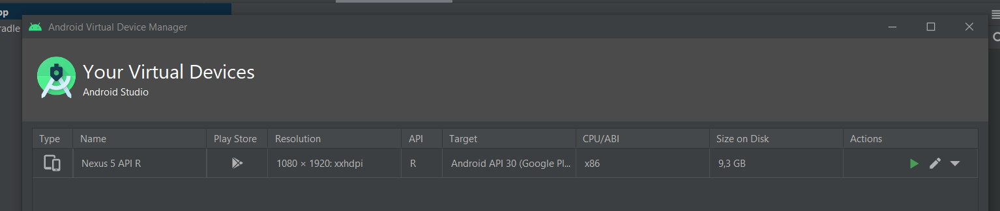 pp
radle
Android Virtual Device Manager
Your Virtual Devices
Android Studio
Type Name Play Store Resolution API Target CPU/ABI Size on Disk Actions
Nexus 5 API R 1080 × 1920: xxhdpi R Android API 30 (Google Pl... x86 9,3 GB